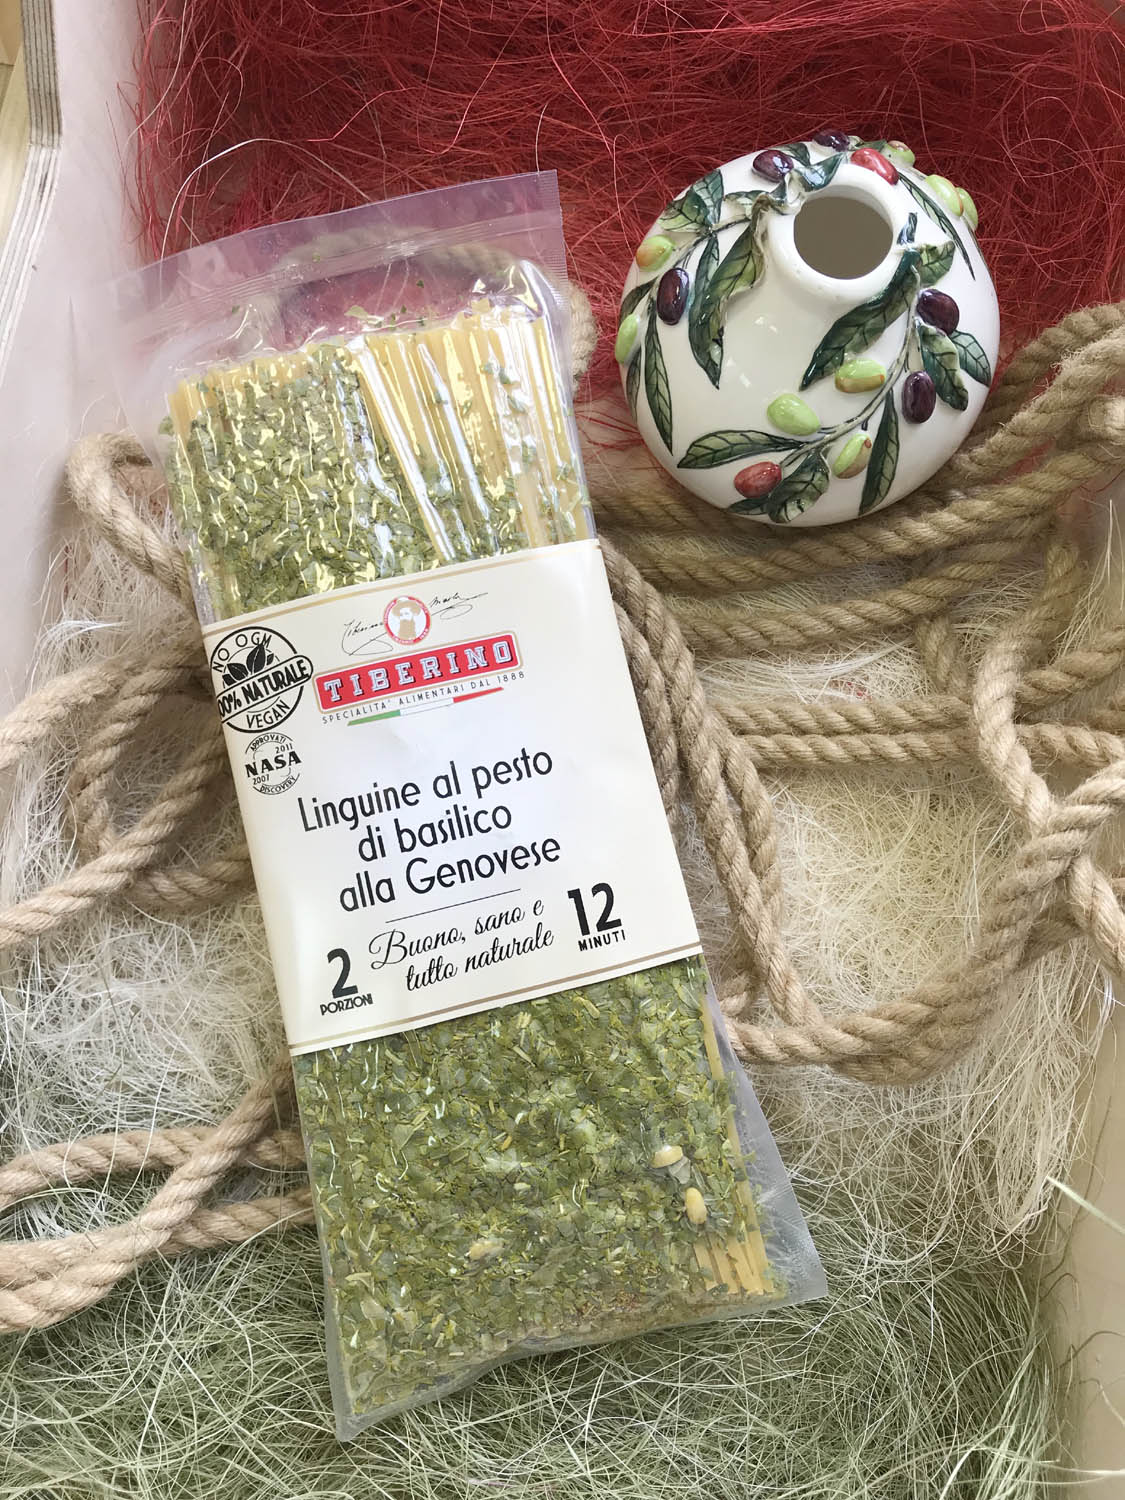 NO OGM
100% NATURALE
VEGAN
TIBERINO
SPECIALITA' ALIMENTARI DAL 1888
APPROVATI
2011
NASA
2007
DISCOVERY
Linguine al pesto
di basilico
alla Genovese
2
PORZIONI
Buono, sano e
tutto naturale
12
MINUTI